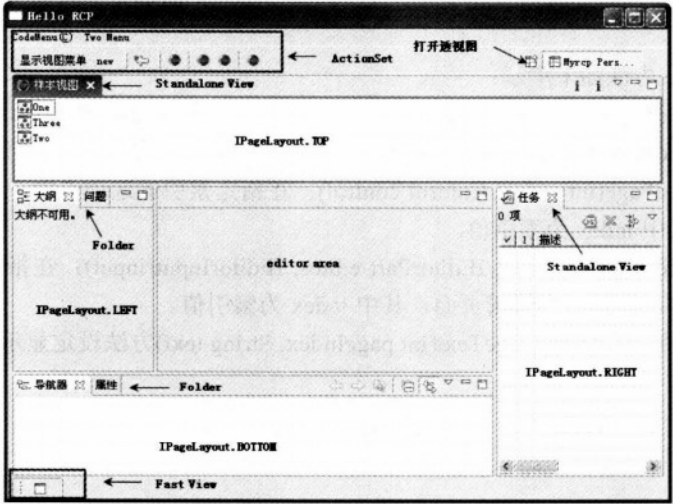 Hello RCP
CodeMenu(C) Two Menu
显示视图菜单 new
ActionSet
打开透视图
Myrcp Pers...
样本视图
Standalone View
One
Three
Two
IPageLayout.TOP
大纲 问题
大纲不可用。
Folder
IPageLayout.LEFT
editor area
任务
0 项
! 描述
Standalone View
IPageLayout.RIGHT
导航器 属性
Folder
IPageLayout.BOTTOM
Fast View